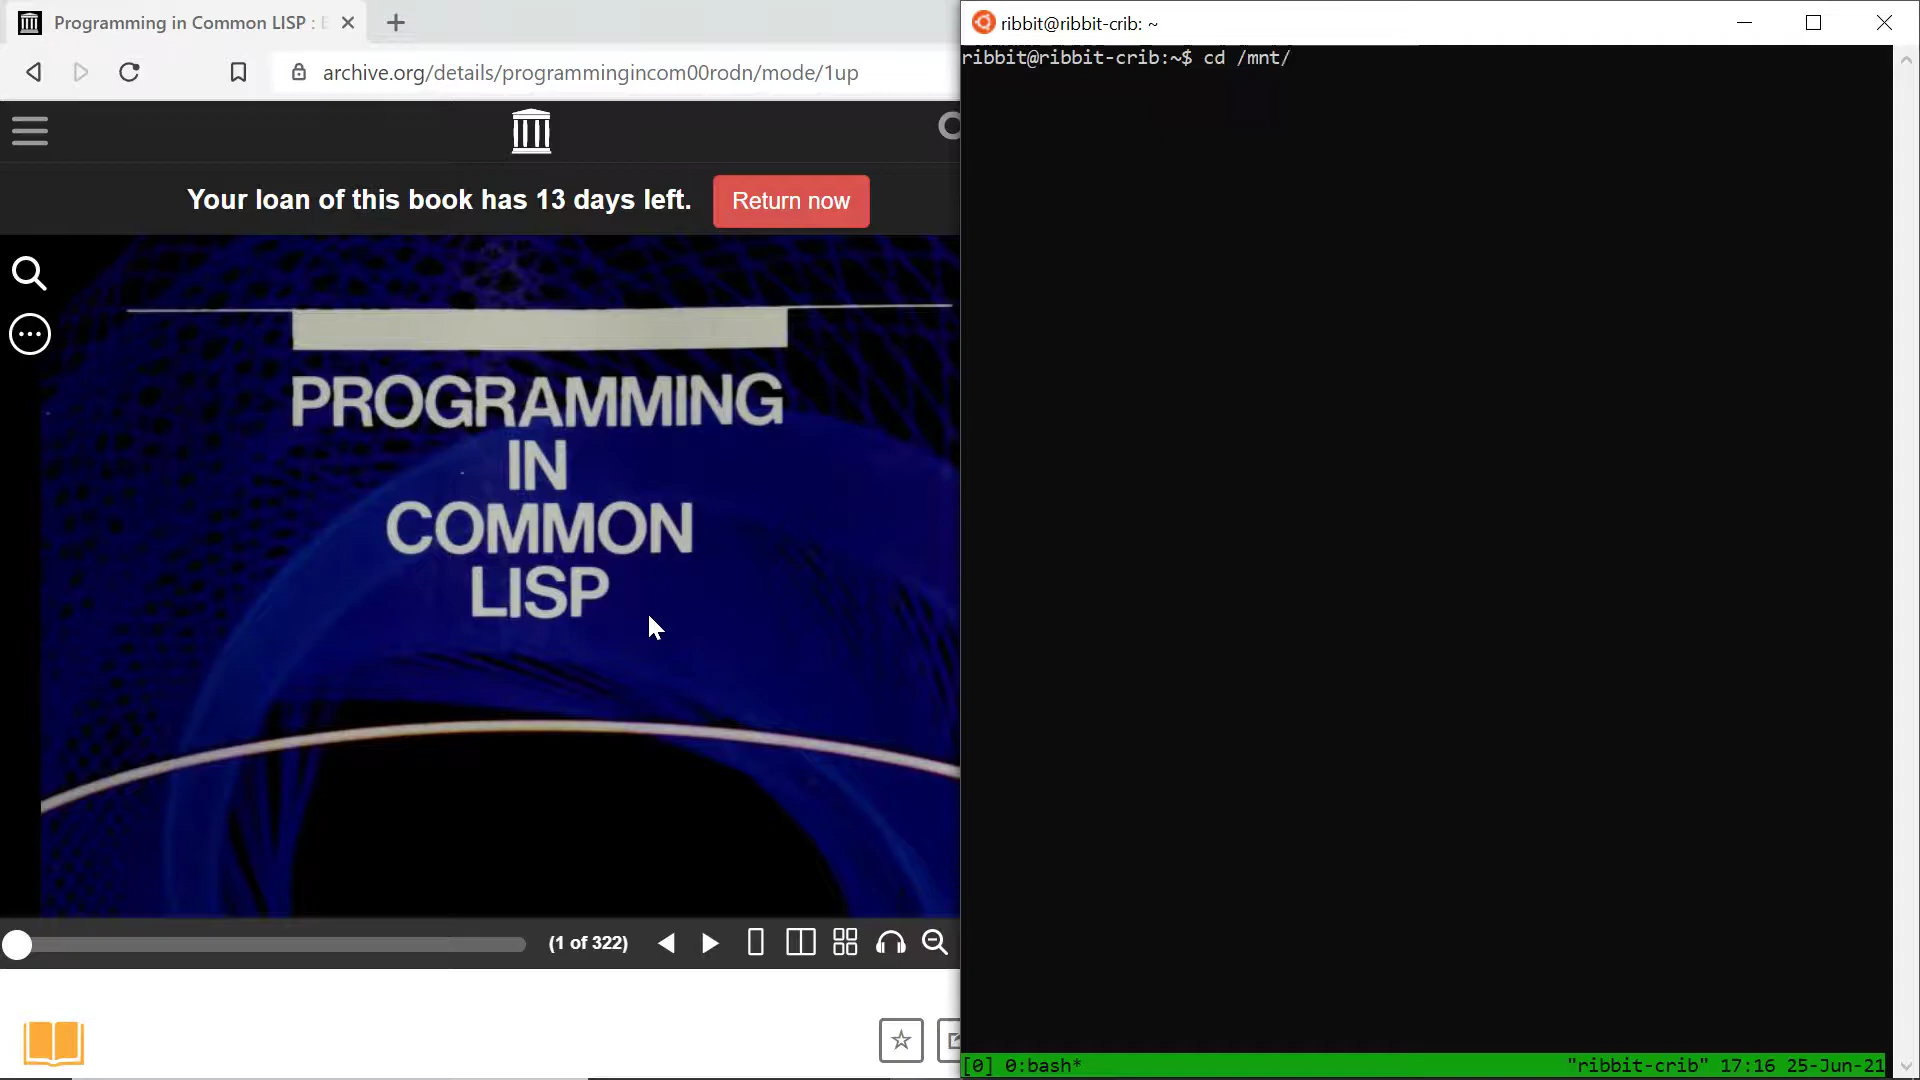 Programming in Common LISP :
archive.org/details/programmingincom00rodn/mode/1up
Your loan of this book has 13 days left.
Return now
PROGRAMMING
IN
COMMON
LISP
(1 of 322)
ribbit@ribbit-crib: ~
ribbit@ribbit-crib:~$ cd /mnt/
[0] 0:bash* "ribbit-crib" 17:16 25-Jun-21